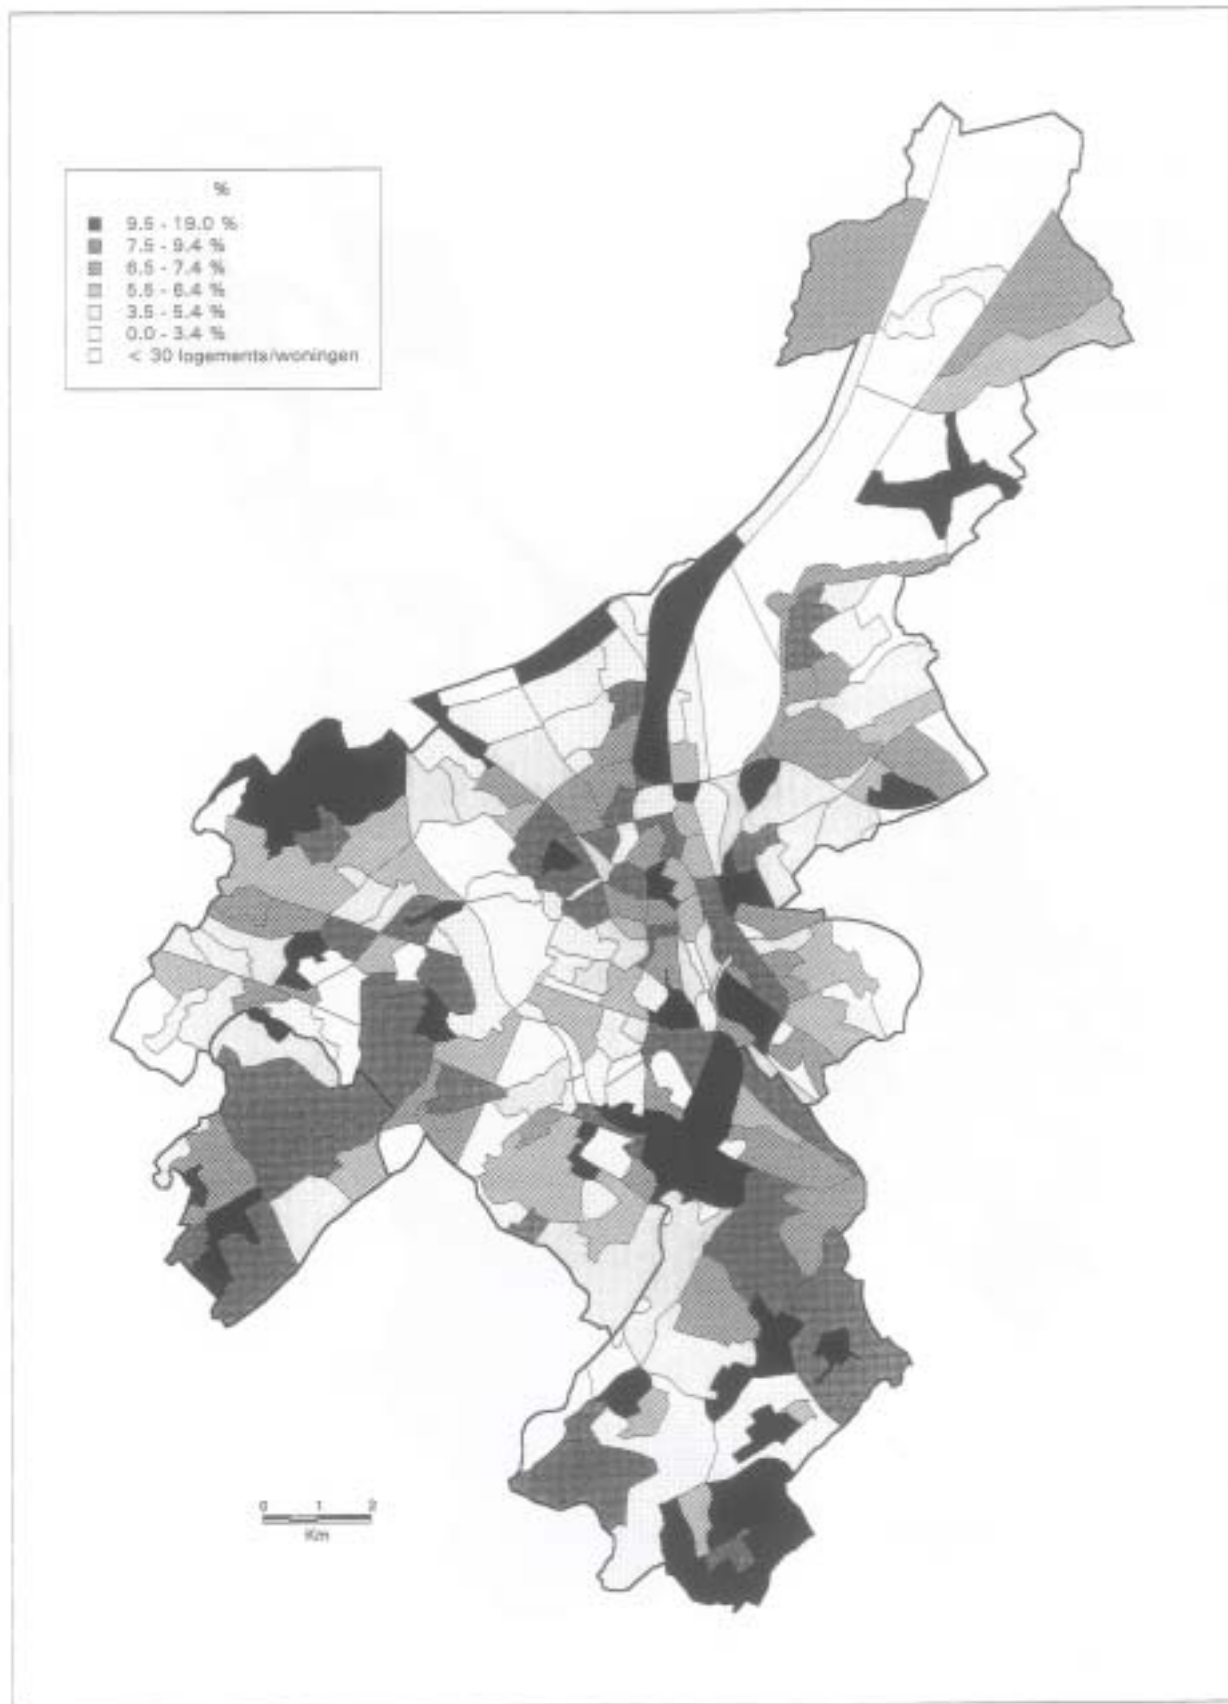 %
9.5 - 19.0 %
7.5 - 9.4 %
6.5 - 7.4 %
5.5 - 6.4 %
3.5 - 5.4 %
0.0 - 3.4 %
< 30 logements/woningen
0 1 2
Km